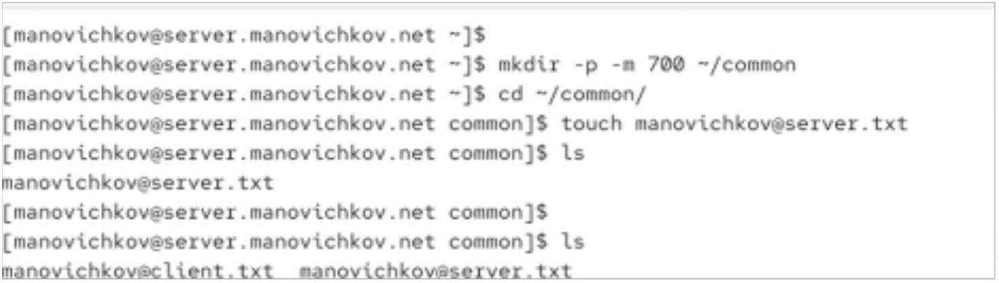 [manovichkov@server.manovichkov.net ~]$
[manovichkov@server.manovichkov.net ~]$ mkdir -p -m 700 ~/common
[manovichkov@server.manovichkov.net ~]$ cd ~/common/
[manovichkov@server.manovichkov.net common]$ touch manovichkov@server.txt
[manovichkov@server.manovichkov.net common]$ ls
manovichkov@server.txt
[manovichkov@server.manovichkov.net common]$
[manovichkov@server.manovichkov.net common]$ ls
manovichkov@client.txt  manovichkov@server.txt